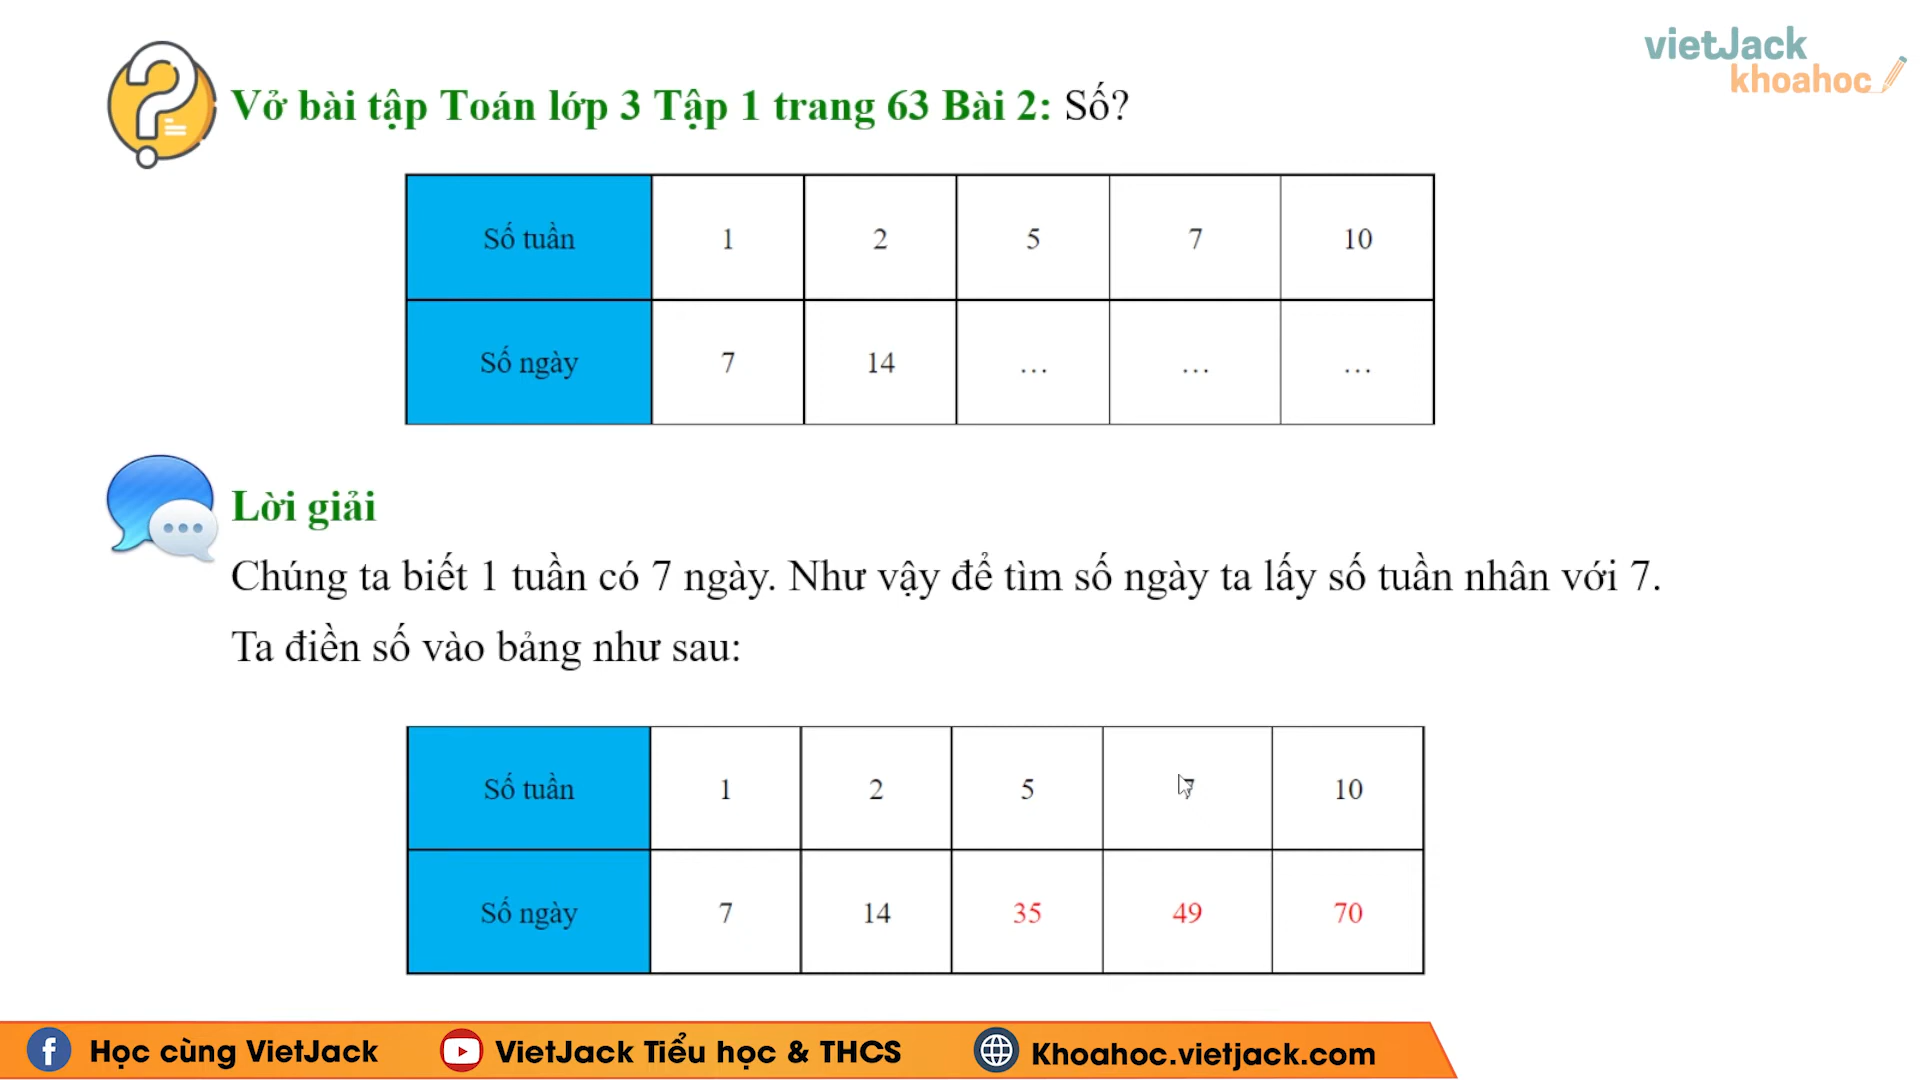 vietJack
khoahoc
Vở bài tập Toán lớp 3 Tập 1 trang 63 Bài 2: Số?
Số tuần 1 2 5 7 10
Số ngày 7 14 ... ... ...
Lời giải
Chúng ta biết 1 tuần có 7 ngày. Như vậy để tìm số ngày ta lấy số tuần nhân với 7.
Ta điền số vào bảng như sau:
Số tuần 1 2 5 7 10
Số ngày 7 14 35 49 70
Học cùng VietJack VietJack Tiểu học & THCS Khoahoc.vietjack.com